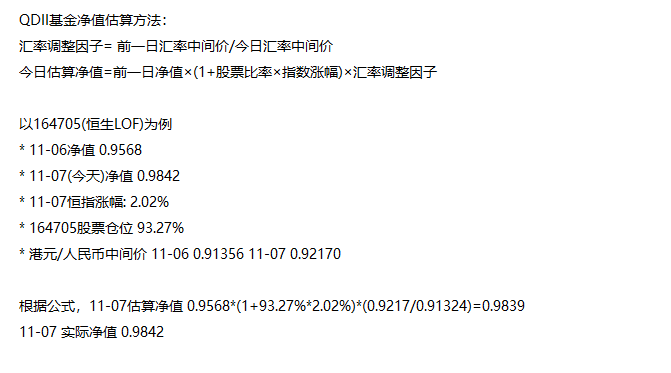 QDII基金净值估算方法：
汇率调整因子= 前一日汇率中间价/今日汇率中间价
今日估算净值=前一日净值×(1+股票比率×指数涨幅)×汇率调整因子
以164705(恒生LOF)为例
* 11-06净值 0.9568
* 11-07(今天)净值 0.9842
* 11-07恒指涨幅: 2.02%
* 164705股票仓位 93.27%
* 港元/人民币中间价 11-06 0.91356 11-07 0.92170
根据公式，11-07估算净值 0.9568*(1+93.27%*2.02%)*(0.9217/0.91324)=0.9839
11-07 实际净值 0.9842